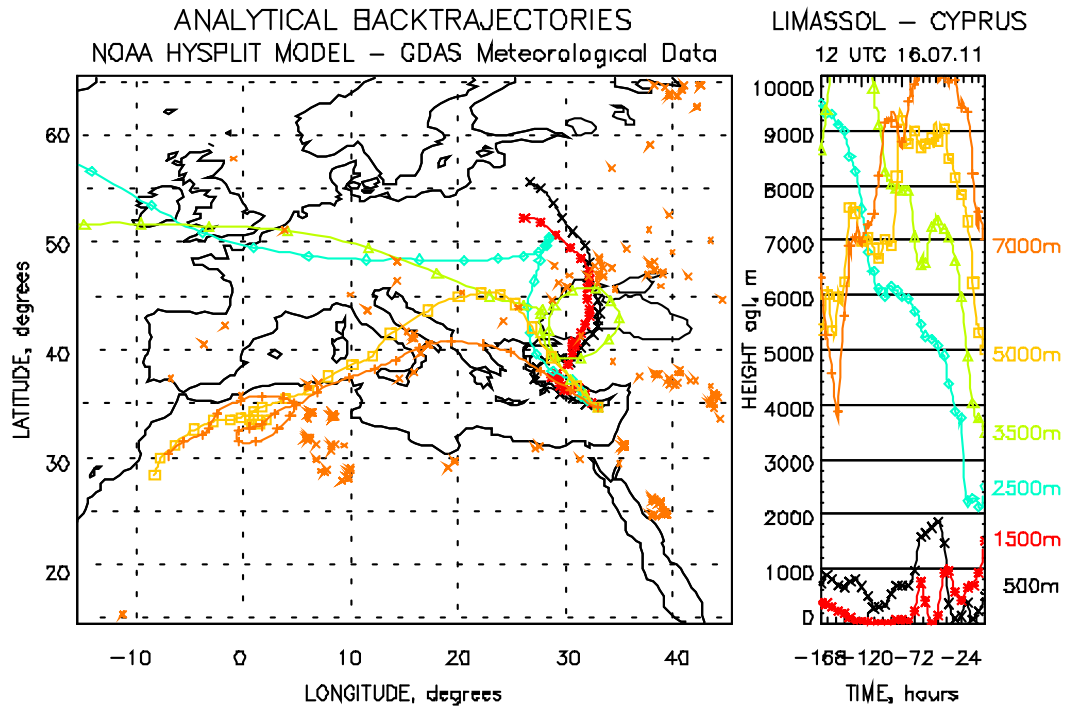 ANALYTICAL BACKTRAJECTORIES
NOAA HYSPLIT MODEL – GDAS Meteorological Data
LIMASSOL – CYPRUS
12 UTC 16.07.11
60
50
40
30
20
LATITUDE, degrees
-10 0 10 20 30 40
LONGITUDE, degrees
10000
9000
8000
7000
6000
5000
4000
3000
2000
1000
0
HEIGHT agl, m
7000m
5000m
3500m
2500m
1500m
500m
-168 -120 -72 -24
TIME, hours